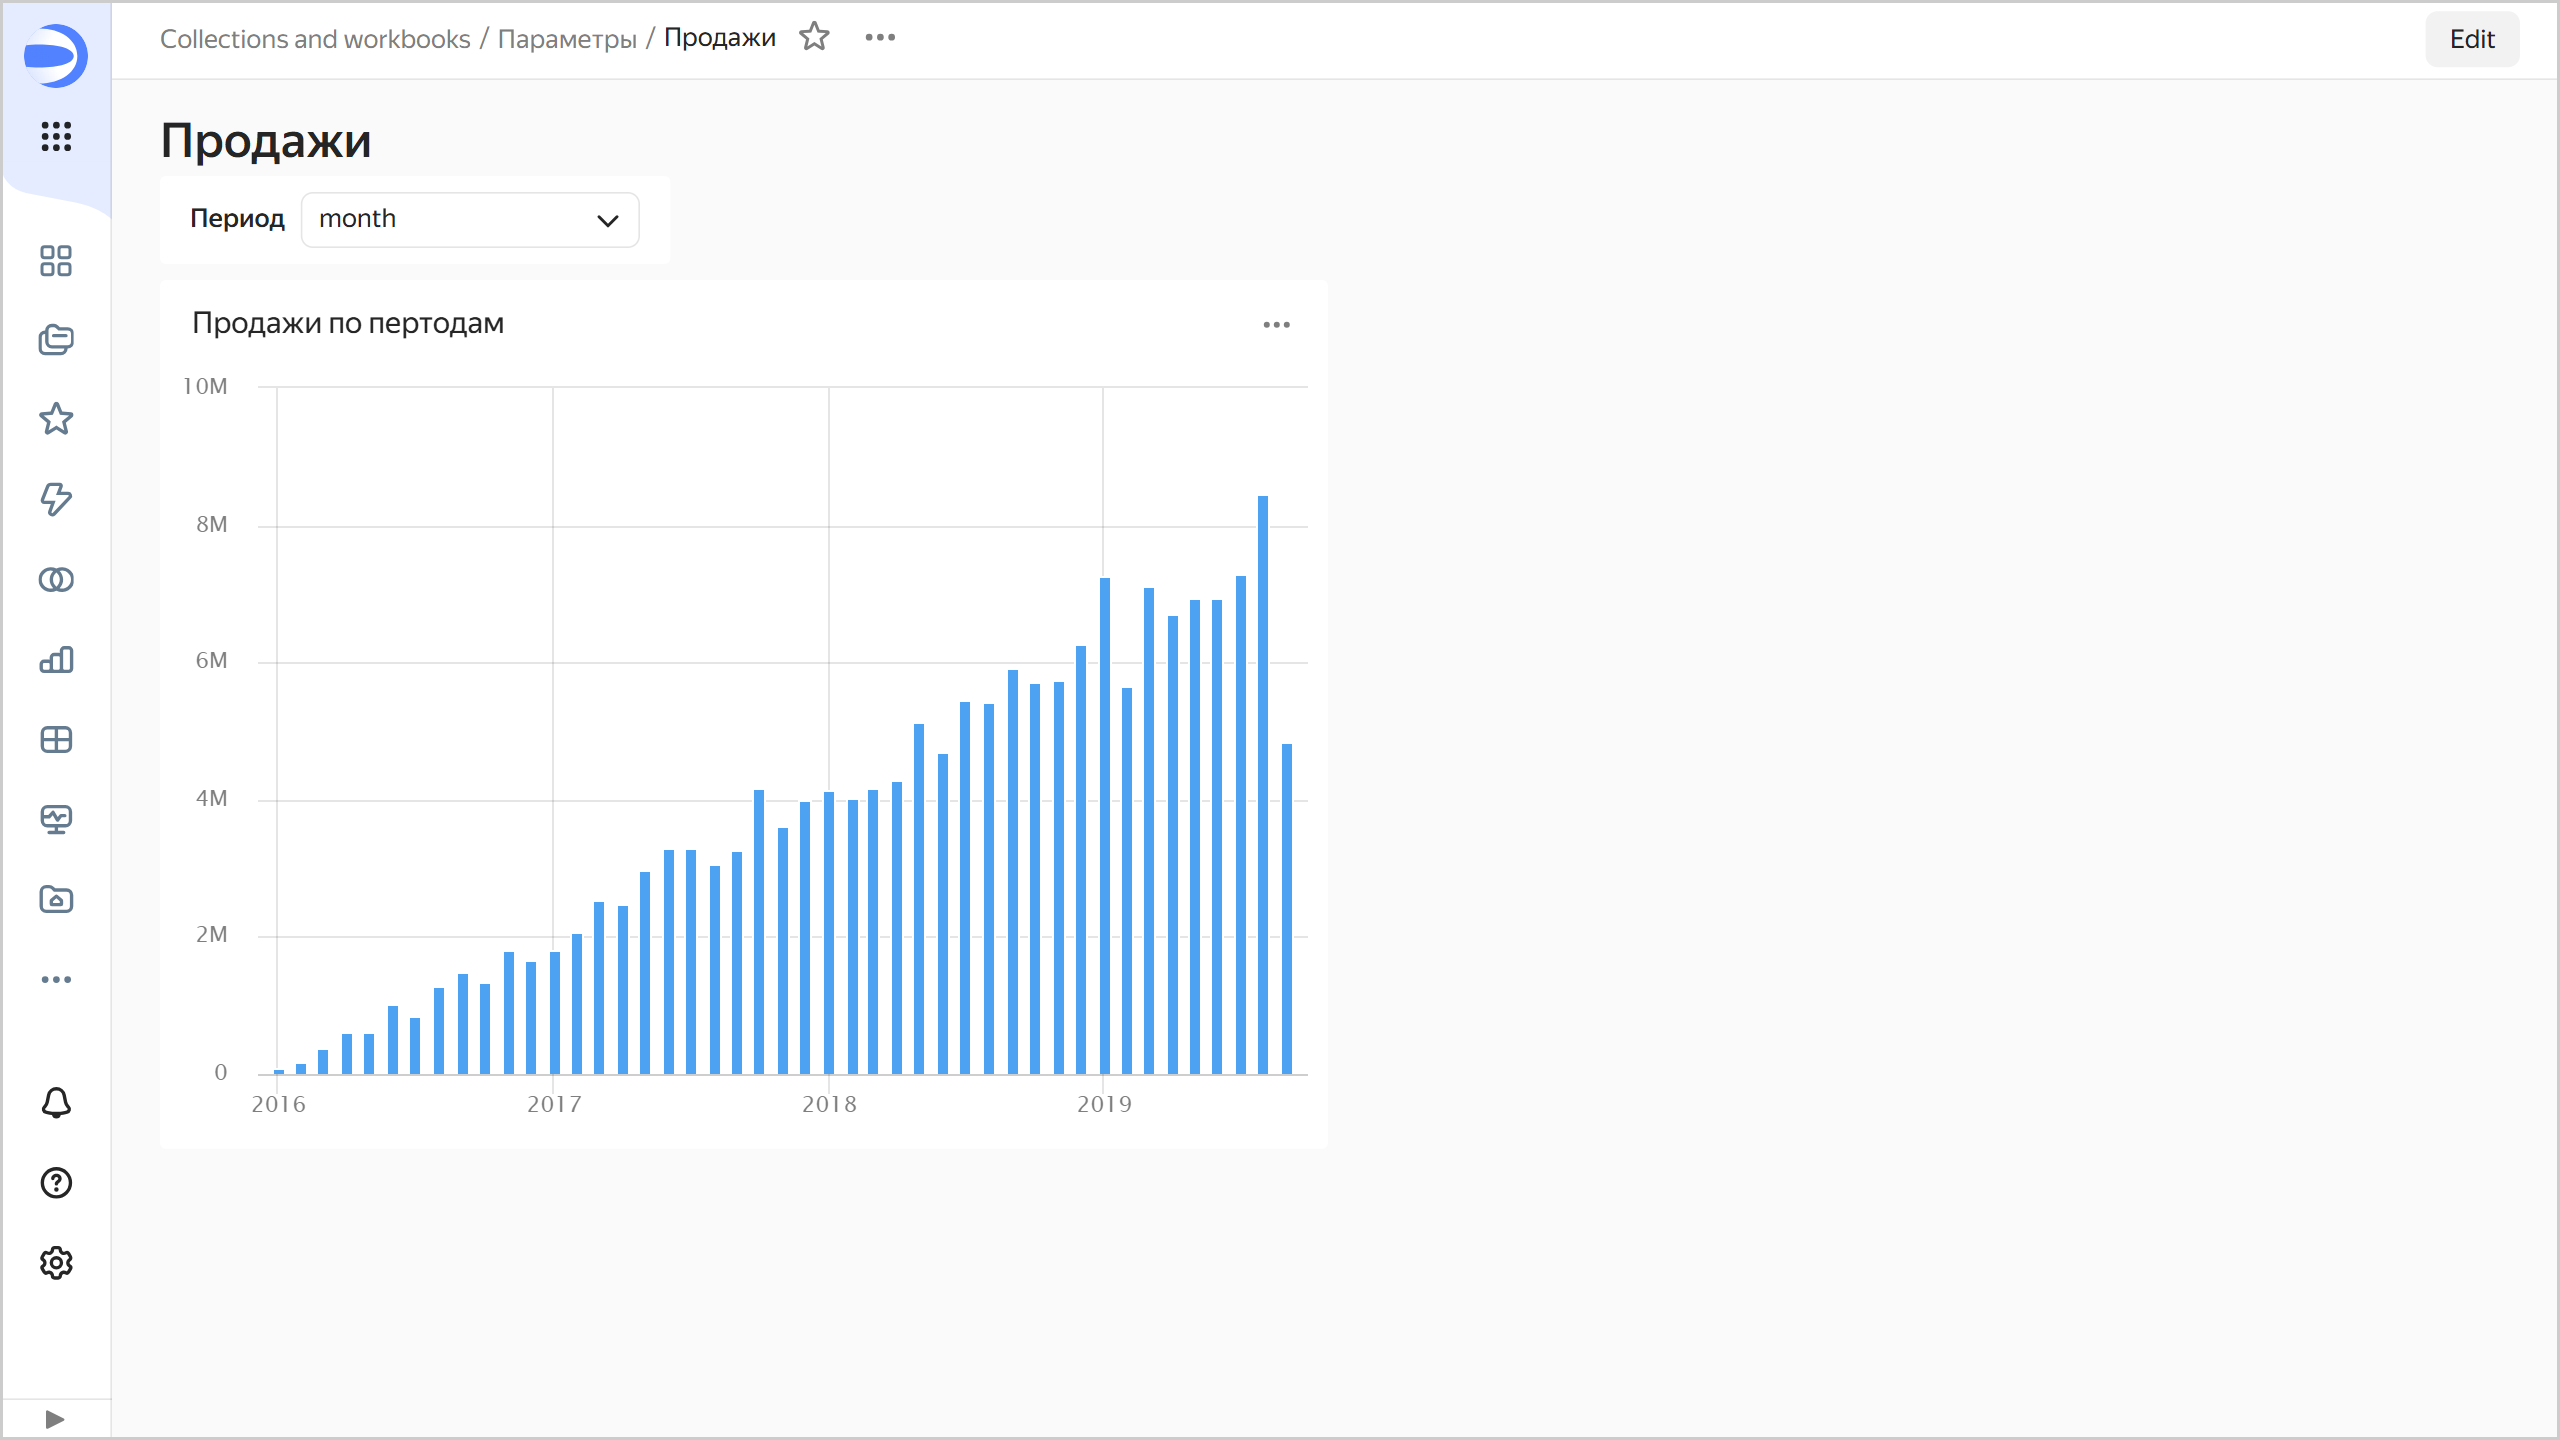 Collections and workbooks / Параметры / Продажи
Edit
Продажи
Период month
Продажи по пертодам
10M
8M
6M
4M
2M
0
2016 2017 2018 2019